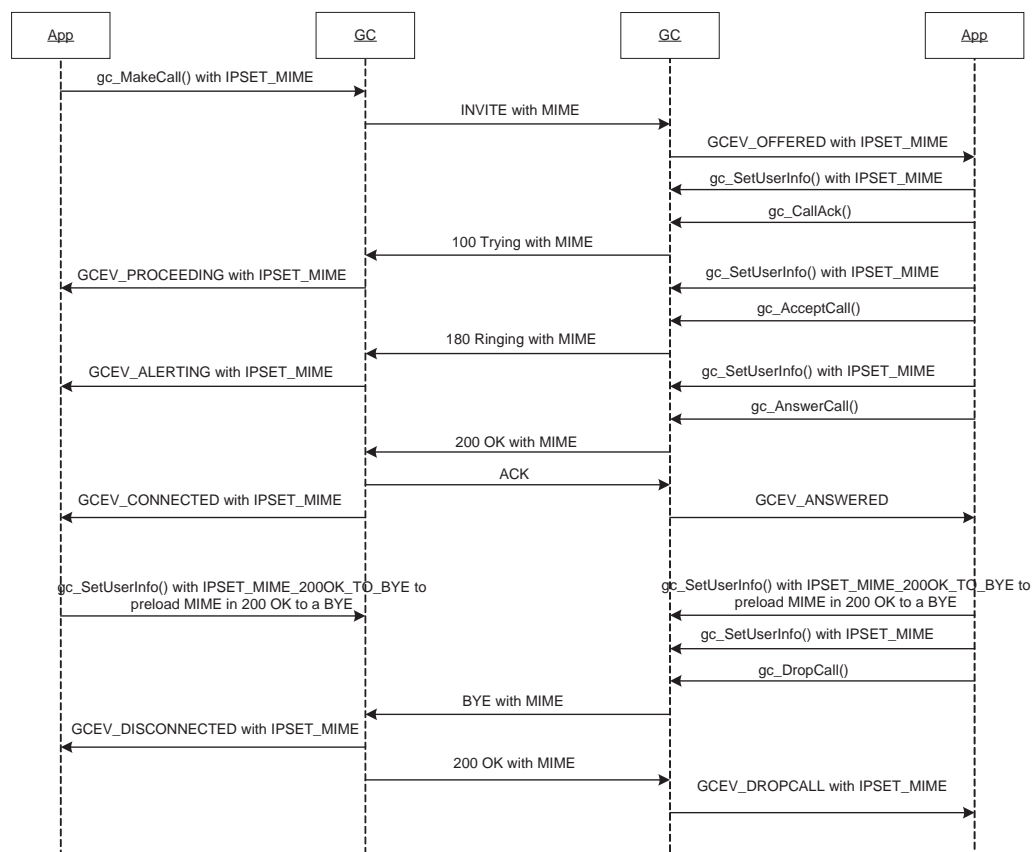 App
GC
GC
App
gc_MakeCall() with IPSET_MIME
INVITE with MIME
GCEV_OFFERED with IPSET_MIME
gc_SetUserInfo() with IPSET_MIME
gc_CallAck()
100 Trying with MIME
GCEV_PROCEEDING with IPSET_MIME
gc_SetUserInfo() with IPSET_MIME
gc_AcceptCall()
180 Ringing with MIME
GCEV_ALERTING with IPSET_MIME
gc_SetUserInfo() with IPSET_MIME
gc_AnswerCall()
200 OK with MIME
ACK
GCEV_CONNECTED with IPSET_MIME
GCEV_ANSWERED
gc_SetUserInfo() with IPSET_MIME_200OK_TO_BYE to
preload MIME in 200 OK to a BYE
gc_SetUserInfo() with IPSET_MIME_200OK_TO_BYE to
preload MIME in 200 OK to a BYE
gc_SetUserInfo() with IPSET_MIME
gc_DropCall()
BYE with MIME
GCEV_DISCONNECTED with IPSET_MIME
200 OK with MIME
GCEV_DROPCALL with IPSET_MIME